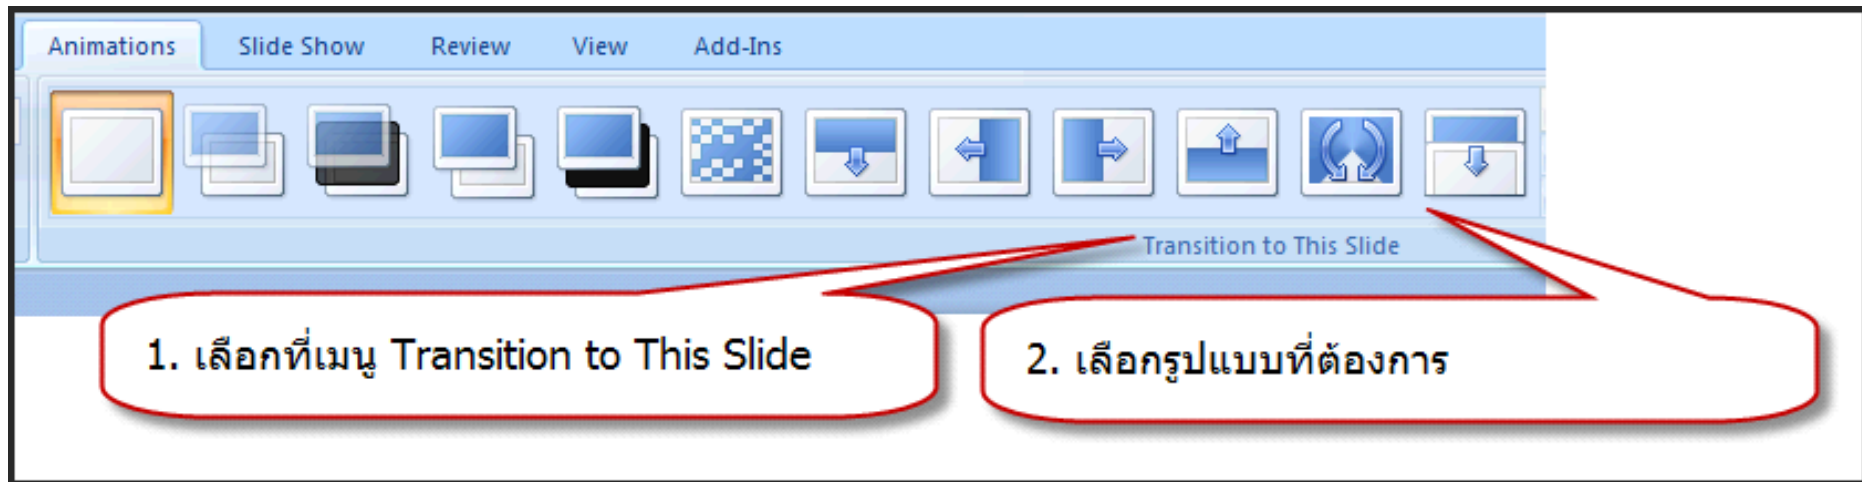 Animations Slide Show Review View Add-Ins
Transition to This Slide
1. เลือกที่เมนู Transition to This Slide
2. เลือกรูปแบบที่ต้องการ